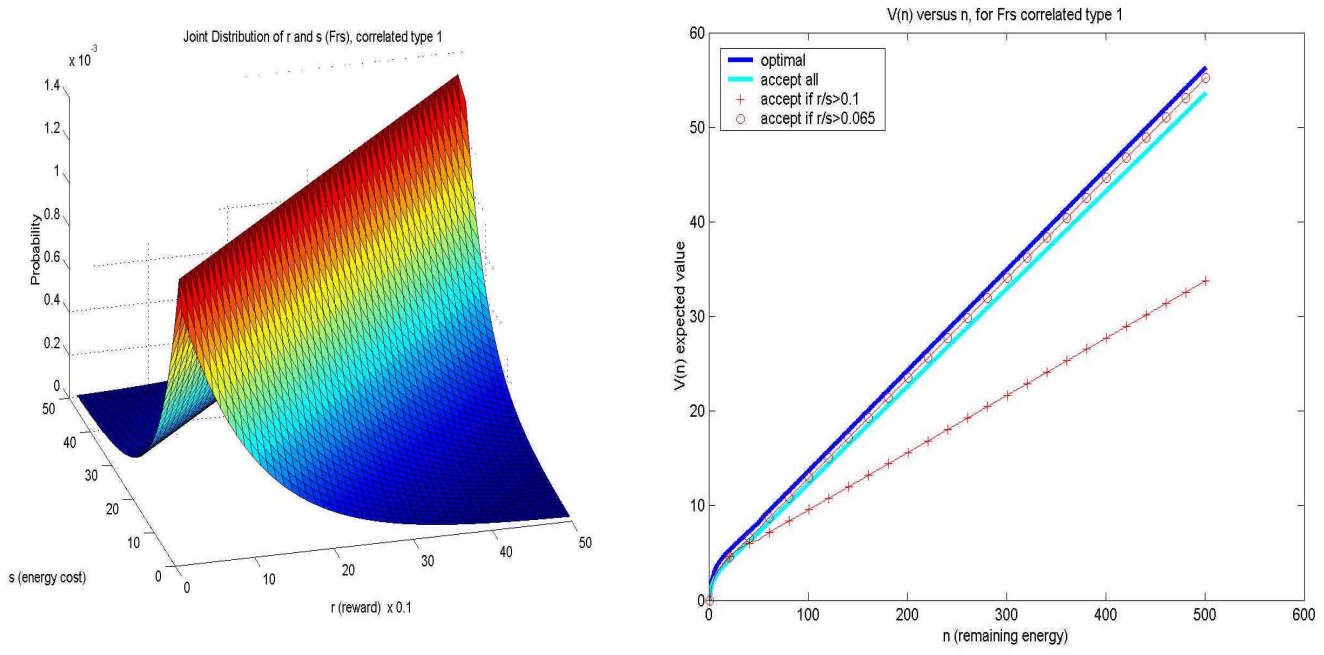 Joint Distribution of r and s (Frs), correlated type 1
x 10^-3
1.4
1.2
1
0.8
0.6
0.4
0.2
0
Probability
50
40
30
20
10
0
s (energy cost)
0
10
20
30
40
50
r (reward) x 0.1
V(n) versus n, for Frs correlated type 1
60
50
40
30
20
10
0
V(n) expected value
optimal
accept all
accept if r/s>0.1
accept if r/s>0.065
0
100
200
300
400
500
600
n (remaining energy)